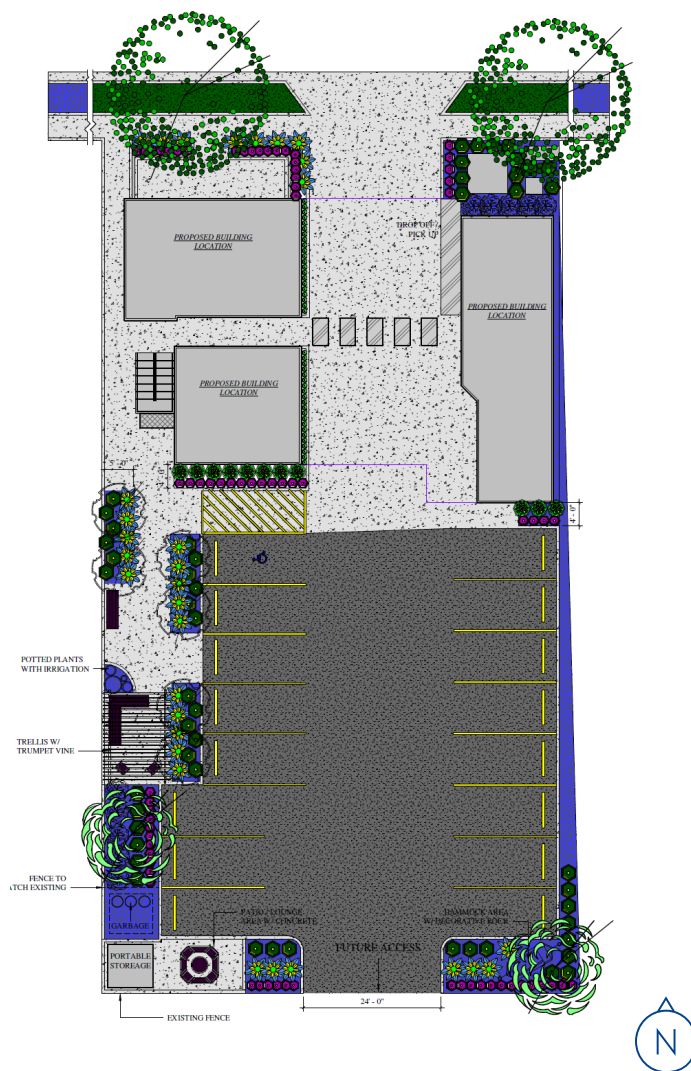 PROPOSED BUILDING
LOCATION
DROP OFF /
PICK UP
PROPOSED BUILDING
LOCATION
PROPOSED BUILDING
LOCATION
5' - 0"
4' - 0"
POTTED PLANTS
WITH IRRIGATION
TRELLIS W/
TRUMPET VINE
FENCE TO
ATCH EXISTING
GARBAGE
PATIO / LOUNGE
AREA W/ CONCRETE
HAMMOCK AREA
W/ DECORATIVE ROCK
FUTURE ACCESS
PORTABLE
STOREAGE
24' - 0"
EXISTING FENCE
N